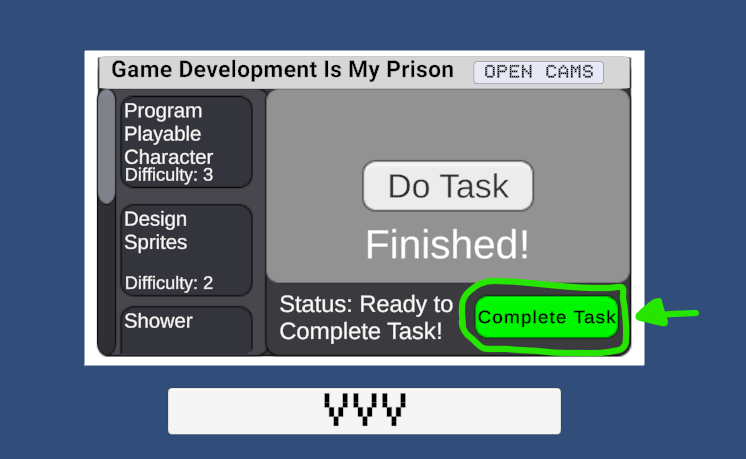 Game Development Is My Prison
OPEN CAMS
Program
Playable
Character
Difficulty: 3
Design
Sprites
Difficulty: 2
Shower
Do Task
Finished!
Status: Ready to
Complete Task!
Complete Task
VVV